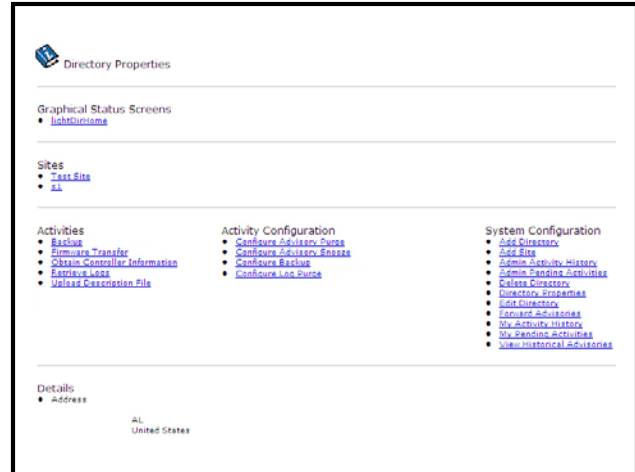 Directory Properties
Graphical Status Screens
lightDirHome
Sites
Test Site
s1
Activities
Backup
Firmware Transfer
Obtain Controller Information
Retrieve Logs
Upload Description File
Activity Configuration
Configure Advisory Purge
Configure Advisory Snooze
Configure Backup
Configure Log Purge
System Configuration
Add Directory
Add Site
Admin Activity History
Admin Pending Activities
Delete Directory
Directory Properties
Edit Directory
Forward Advisories
My Activity History
My Pending Activities
View Historical Advisories
Details
Address
AL
United States